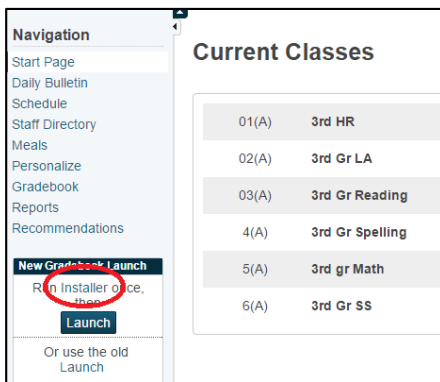 Navigation
Start Page
Daily Bulletin
Schedule
Staff Directory
Meals
Personalize
Gradebook
Reports
Recommendations
New Gradebook Launch
Run Installer once,
then
Launch
Or use the old
Launch
Current Classes
01(A) 3rd HR
02(A) 3rd Gr LA
03(A) 3rd Gr Reading
4(A) 3rd Gr Spelling
5(A) 3rd gr Math
6(A) 3rd Gr SS